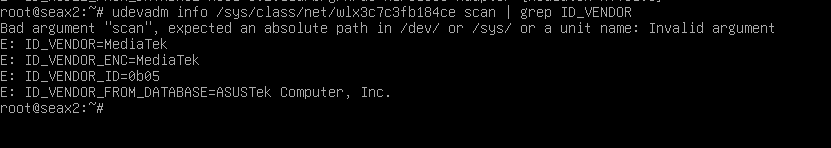 root@seax2:~# udevadm info /sys/class/net/wlx3c7c3fb184ce scan | grep ID_VENDOR
Bad argument "scan", expected an absolute path in /dev/ or /sys/ or a unit name: Invalid argument
E: ID_VENDOR=MediaTek
E: ID_VENDOR_ENC=MediaTek
E: ID_VENDOR_ID=0b05
E: ID_VENDOR_FROM_DATABASE=ASUSTek Computer, Inc.
root@seax2:~#